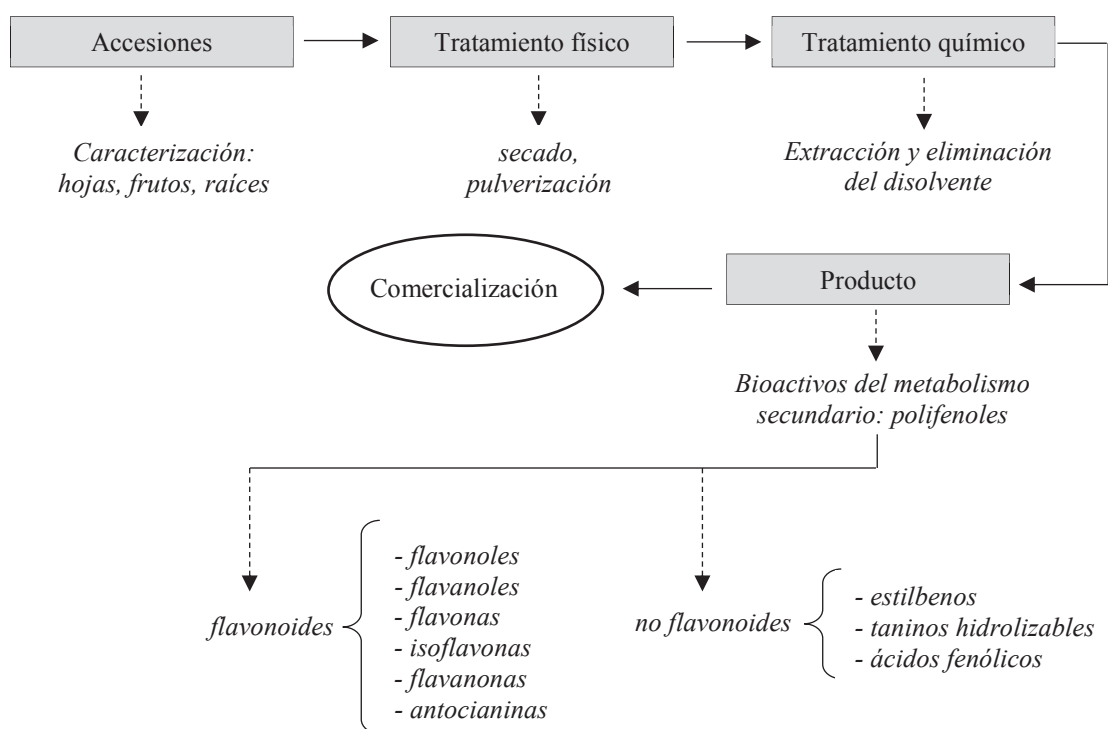 Accesiones
Tratamiento físico
Tratamiento químico
Caracterización:
hojas, frutos, raíces
secado,
pulverización
Extracción y eliminación
del disolvente
Comercialización
Producto
Bioactivos del metabolismo
secundario: polifenoles
flavonoides
- flavonoles
- flavanoles
- flavonas
- isoflavonas
- flavanonas
- antocianinas
no flavonoides
- estilbenos
- taninos hidrolizables
- ácidos fenólicos